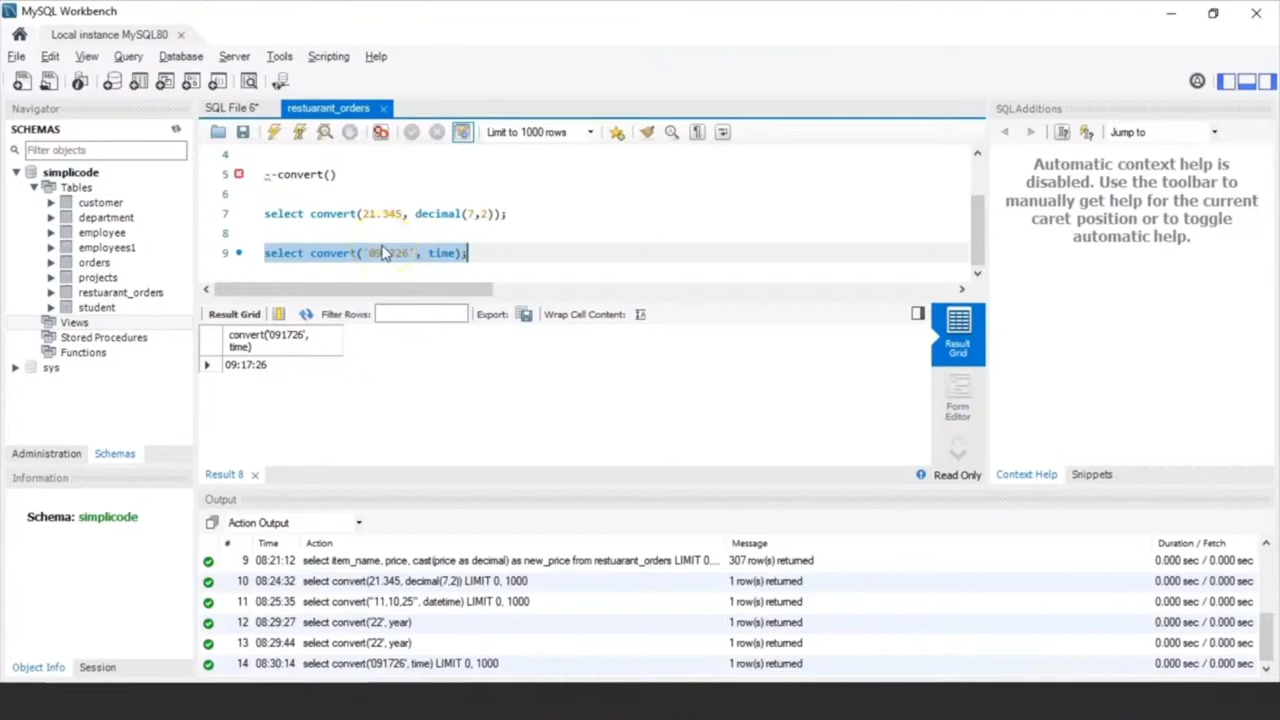 MySQL Workbench
Local instance MySQL80
File Edit View Query Database Server Tools Scripting Help
Navigator
SCHEMAS
Filter objects
simplicode
Tables
customer
department
employee
employees1
orders
projects
restuarant_orders
student
Views
Stored Procedures
Functions
sys
Administration Schemas
Information
Schema: simplicode
Object Info Session
SQL File 6* restuarant_orders
Limit to 1000 rows
4
5 --convert()
6
7 select convert(21.345, decimal(7,2));
8
9 select convert('091726', time);
Result Grid Filter Rows: Export: Wrap Cell Content:
convert('091726',
time)
09:17:26
Result
Grid
Form
Editor
Result 8
Read Only
SQLAdditions
Jump to
Automatic context help is
disabled. Use the toolbar to
manually get help for the current
caret position or to toggle
automatic help.
Context Help Snippets
Output
Action Output
# Time Action Message Duration / Fetch
9 08:21:12 select item_name, price, cast(price as decimal) as new_price from restuarant_orders LIMIT 0,... 307 row(s) returned 0.000 sec / 0.000 sec
10 08:24:32 select convert(21.345, decimal(7,2)) LIMIT 0, 1000 1 row(s) returned 0.000 sec / 0.000 sec
11 08:25:35 select convert("11,10,25", datetime) LIMIT 0, 1000 1 row(s) returned 0.000 sec / 0.000 sec
12 08:29:27 select convert('22', year) 1 row(s) returned 0.000 sec / 0.000 sec
13 08:29:44 select convert('22', year) 1 row(s) returned 0.000 sec / 0.000 sec
14 08:30:14 select convert('091726', time) LIMIT 0, 1000 1 row(s) returned 0.000 sec / 0.000 sec